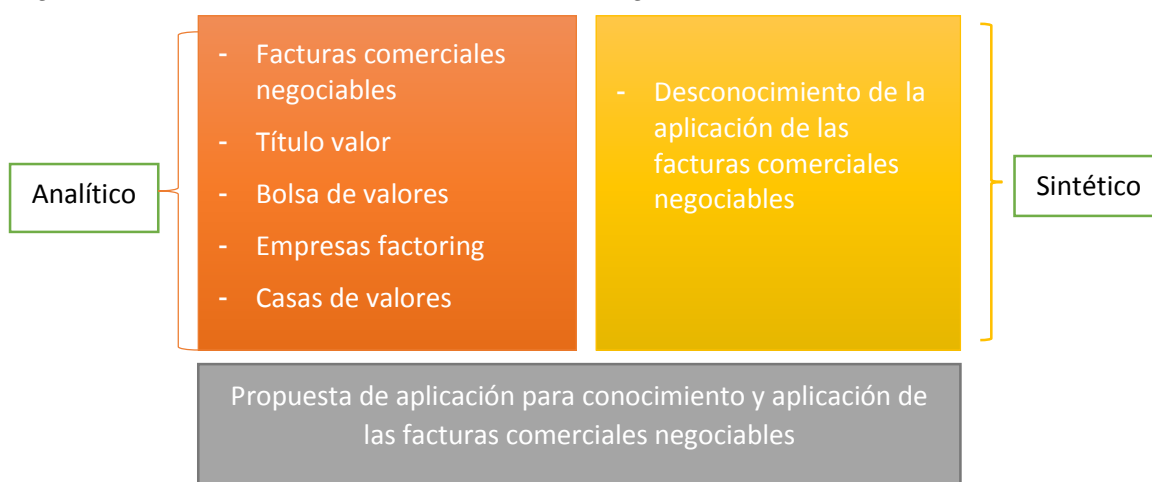 Analítico
- Facturas comerciales
negociables
- Título valor
- Bolsa de valores
- Empresas factoring
- Casas de valores
- Desconocimiento de la
aplicación de las
facturas comerciales
negociables
Sintético
Propuesta de aplicación para conocimiento y aplicación de
las facturas comerciales negociables